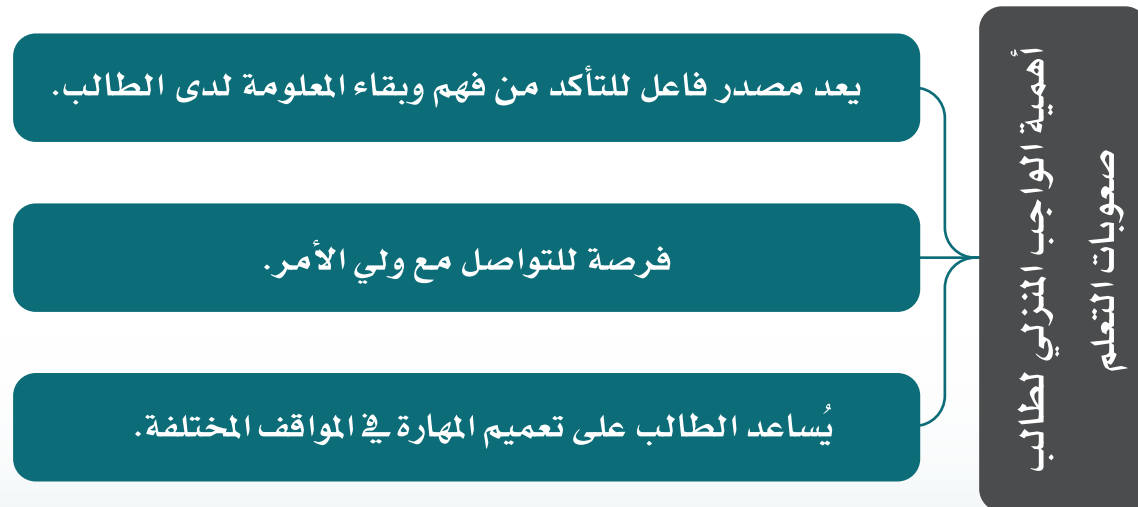 أهمية الواجب المنزلي لطالب
صعوبات التعلم
يعد مصدر فاعل للتأكد من فهم وبقاء المعلومة لدى الطالب.
فرصة للتواصل مع ولي الأمر.
يُساعد الطالب على تعميم المهارة في المواقف المختلفة.